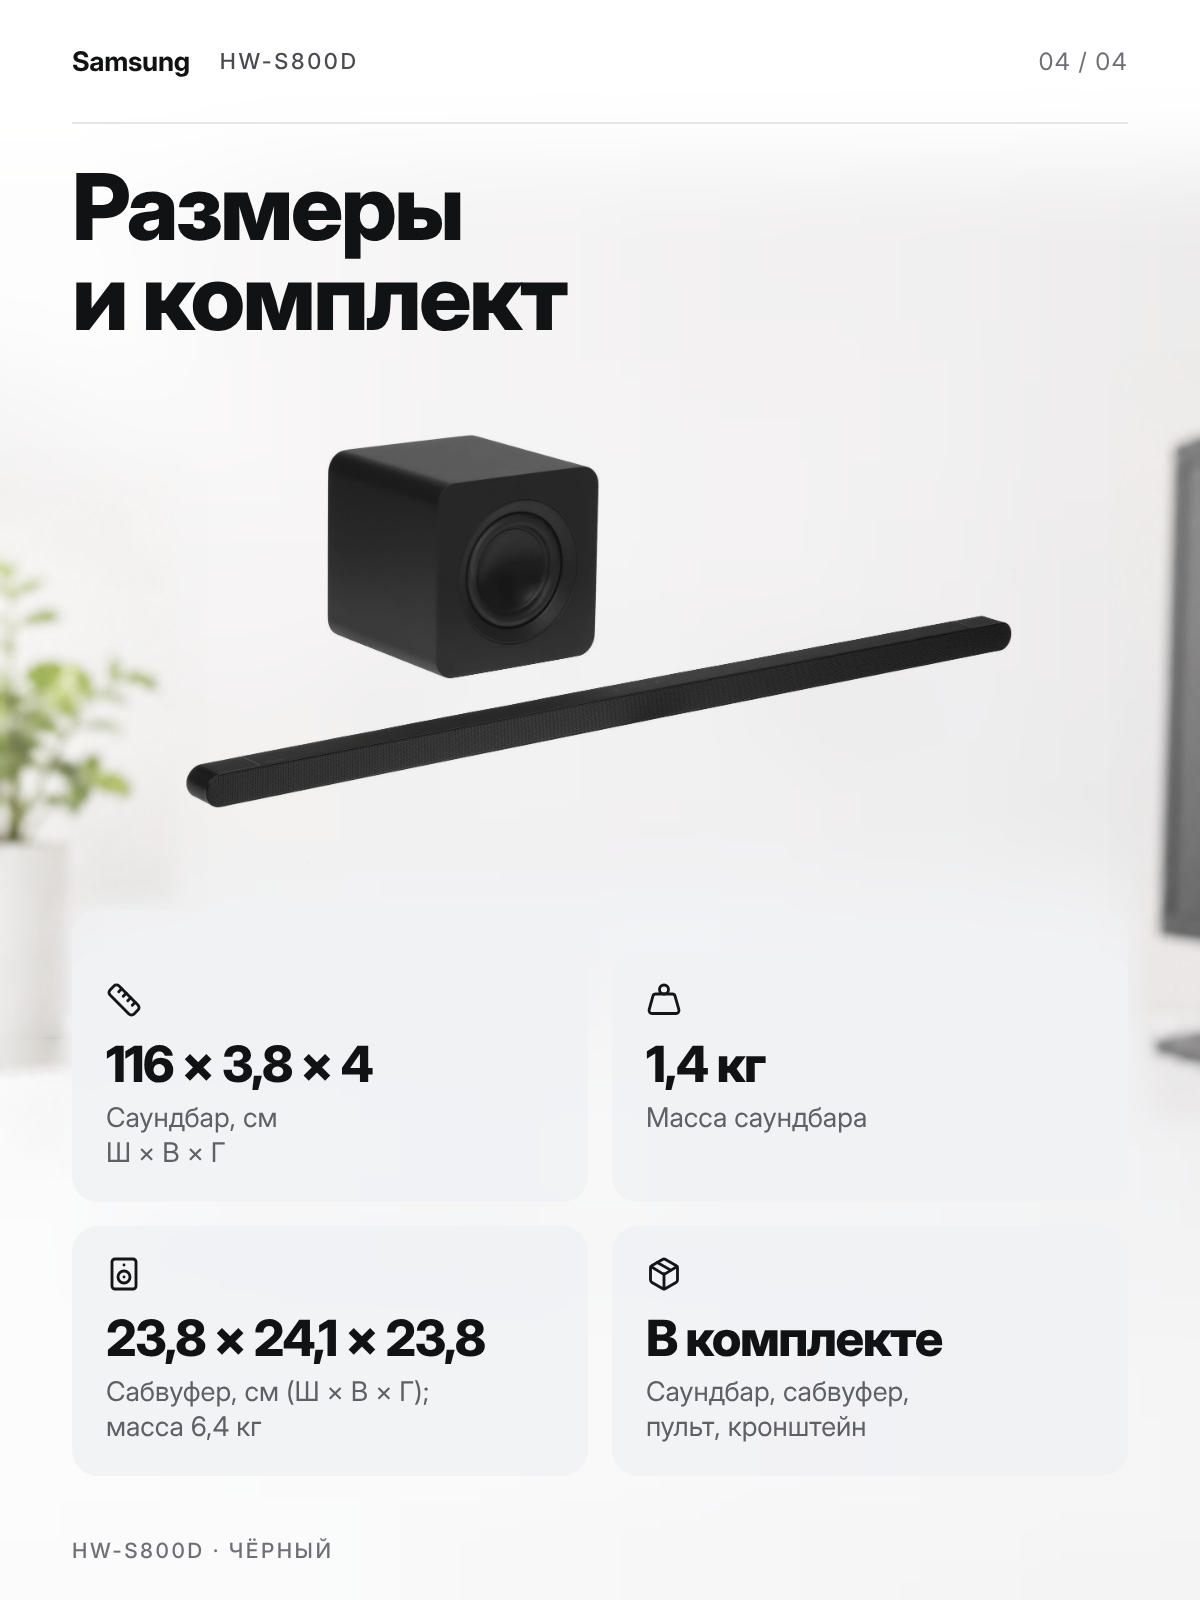 Samsung HW-S800D 04 / 04
Размеры
и комплект
116 × 3,8 × 4
Саундбар, см
Ш × В × Г
1,4 кг
Масса саундбара
23,8 × 24,1 × 23,8
Сабвуфер, см (Ш × В × Г);
масса 6,4 кг
В комплекте
Саундбар, сабвуфер,
пульт, кронштейн
HW-S800D · ЧЁРНЫЙ